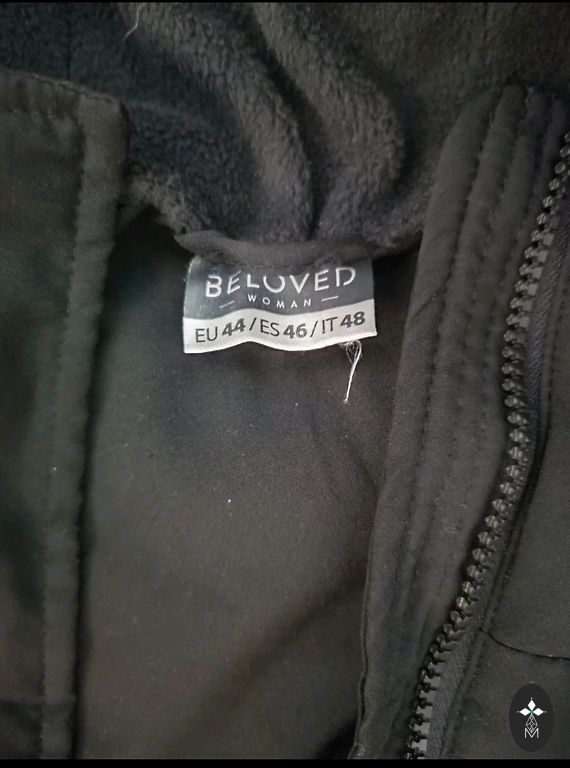 BELOVED
— WOMAN —
EU 44 / ES 46 / IT 48
M